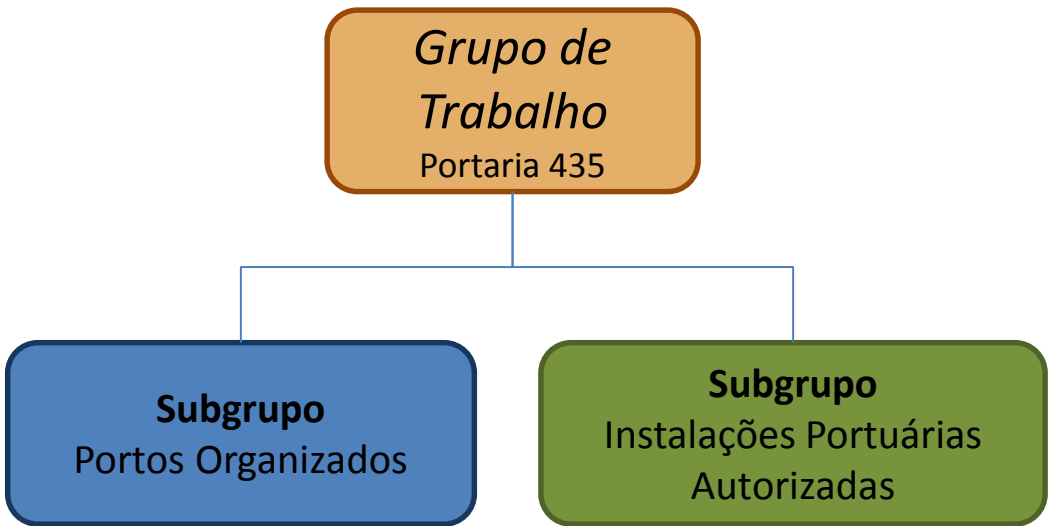 Grupo de
Trabalho
Portaria 435
Subgrupo
Portos Organizados
Subgrupo
Instalações Portuárias
Autorizadas